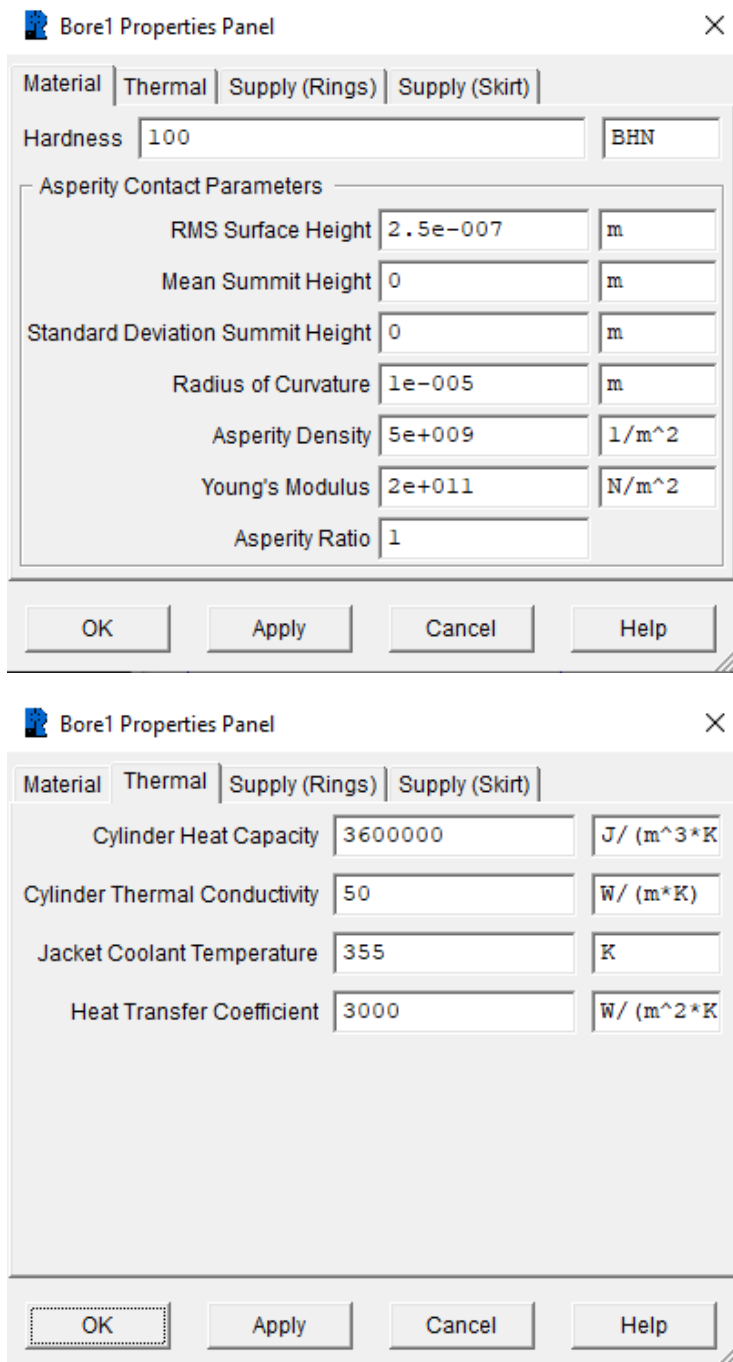 Bore1 Properties Panel
Material Thermal Supply (Rings) Supply (Skirt)
Hardness 100 BHN
Asperity Contact Parameters
RMS Surface Height 2.5e-007 m
Mean Summit Height 0 m
Standard Deviation Summit Height 0 m
Radius of Curvature 1e-005 m
Asperity Density 5e+009 1/m^2
Young's Modulus 2e+011 N/m^2
Asperity Ratio 1
OK Apply Cancel Help
Bore1 Properties Panel
Material Thermal Supply (Rings) Supply (Skirt)
Cylinder Heat Capacity 3600000 J/(m^3*K
Cylinder Thermal Conductivity 50 W/(m*K)
Jacket Coolant Temperature 355 K
Heat Transfer Coefficient 3000 W/(m^2*K
OK Apply Cancel Help